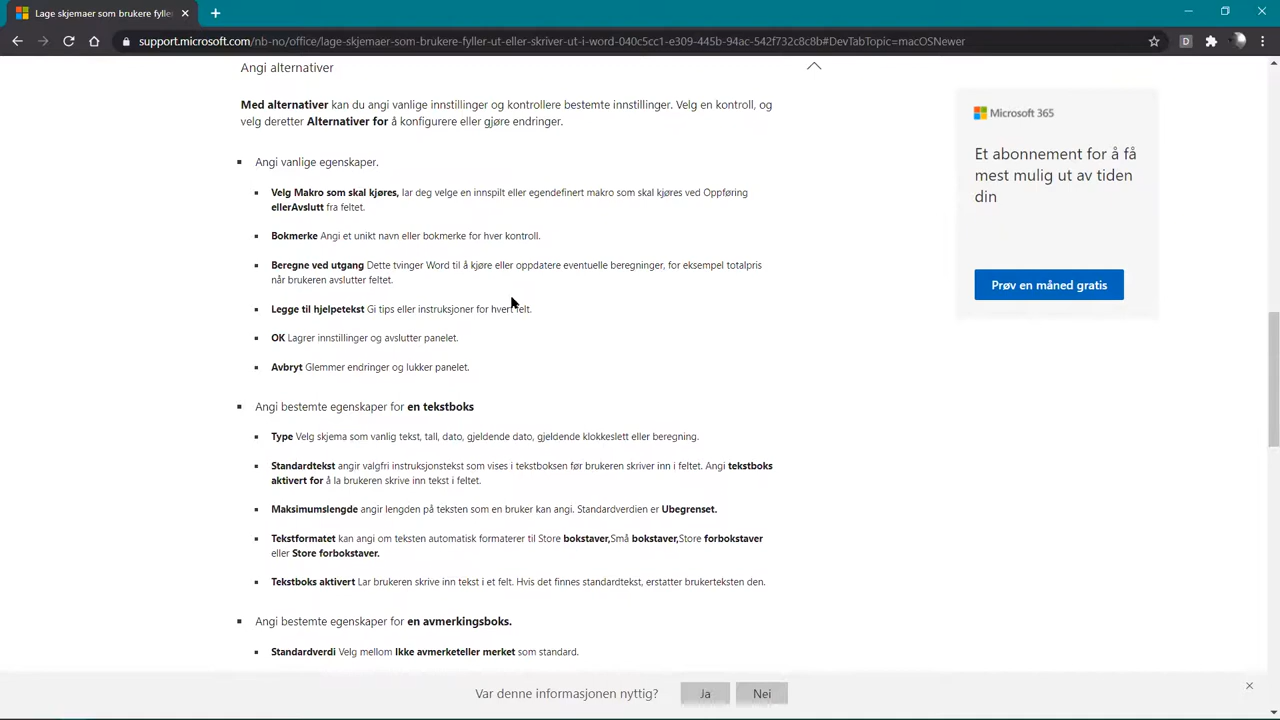 Lage skjemaer som brukere fyller
support.microsoft.com/nb-no/office/lage-skjemaer-som-brukere-fyller-ut-eller-skriver-ut-i-word-040c5cc1-e309-445b-94ac-542f732c8c8b#DevTabTopic=macOSNewer
D
Angi alternativer
Med alternativer kan du angi vanlige innstillinger og kontrollere bestemte innstillinger. Velg en kontroll, og
velg deretter Alternativer for å konfigurere eller gjøre endringer.
Angi vanlige egenskaper.
Velg Makro som skal kjøres, lar deg velge en innspilt eller egendefinert makro som skal kjøres ved Oppføring
ellerAvslutt fra feltet.
Bokmerke Angi et unikt navn eller bokmerke for hver kontroll.
Beregne ved utgang Dette tvinger Word til å kjøre eller oppdatere eventuelle beregninger, for eksempel totalpris
når brukeren avslutter feltet.
Legge til hjelpetekst Gi tips eller instruksjoner for hvert felt.
OK Lagrer innstillinger og avslutter panelet.
Avbryt Glemmer endringer og lukker panelet.
Angi bestemte egenskaper for en tekstboks
Type Velg skjema som vanlig tekst, tall, dato, gjeldende dato, gjeldende klokkeslett eller beregning.
Standardtekst angir valgfri instruksjonstekst som vises i tekstboksen før brukeren skriver inn i feltet. Angi tekstboks
aktivert for å la brukeren skrive inn tekst i feltet.
Maksimumslengde angir lengden på teksten som en bruker kan angi. Standardverdien er Ubegrenset.
Tekstformatet kan angi om teksten automatisk formaterer til Store bokstaver,Små bokstaver,Store forbokstaver
eller Store forbokstaver.
Tekstboks aktivert Lar brukeren skrive inn tekst i et felt. Hvis det finnes standardtekst, erstatter brukerteksten den.
Angi bestemte egenskaper for en avmerkingsboks.
Standardverdi Velg mellom Ikke avmerketeller merket som standard.
Microsoft 365
Et abonnement for å få
mest mulig ut av tiden
din
Prøv en måned gratis
Var denne informasjonen nyttig?
Ja
Nei